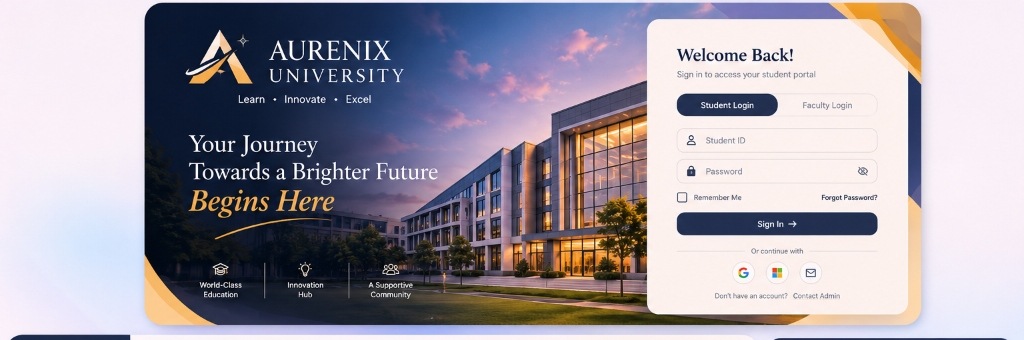 AURENIX
UNIVERSITY
Learn • Innovate • Excel
Your Journey
Towards a Brighter Future
Begins Here
World-Class
Education
Innovation
Hub
A Supportive
Community
Welcome Back!
Sign in to access your student portal
Student Login
Faculty Login
Student ID
Password
Remember Me
Forgot Password?
Sign In →
Or continue with
Don't have an account? Contact Admin